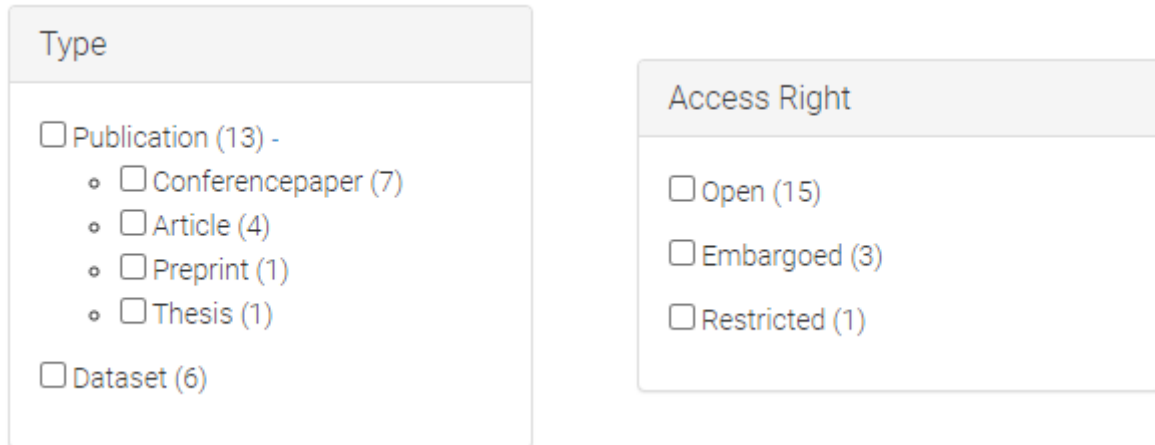 Type
Publication (13) -
Conferencepaper (7)
Article (4)
Preprint (1)
Thesis (1)
Dataset (6)
Access Right
Open (15)
Embargoed (3)
Restricted (1)